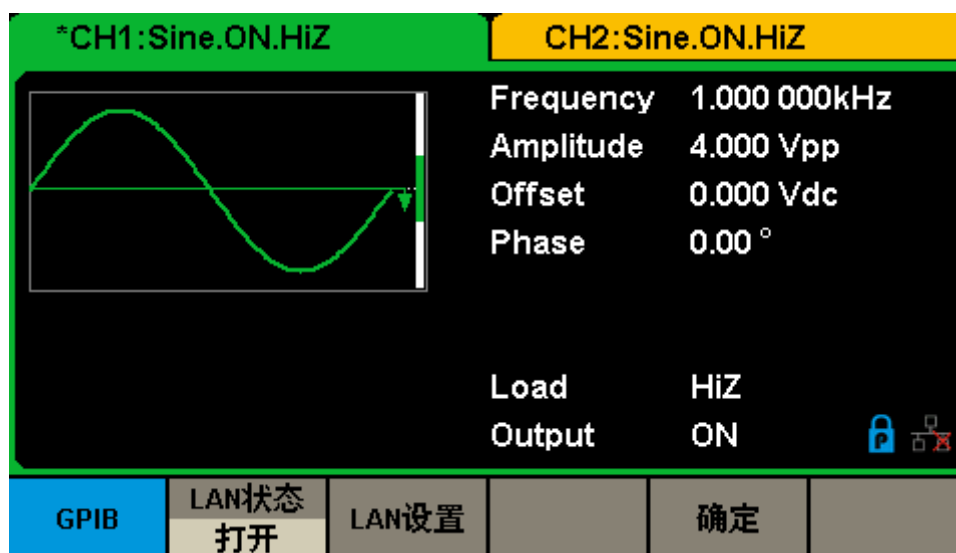 *CH1:Sine.ON.HiZ
CH2:Sine.ON.HiZ
Frequency 1.000 000kHz
Amplitude 4.000 Vpp
Offset 0.000 Vdc
Phase 0.00 °
Load HiZ
Output ON
P
GPIB
LAN状态
打开
LAN设置
确定